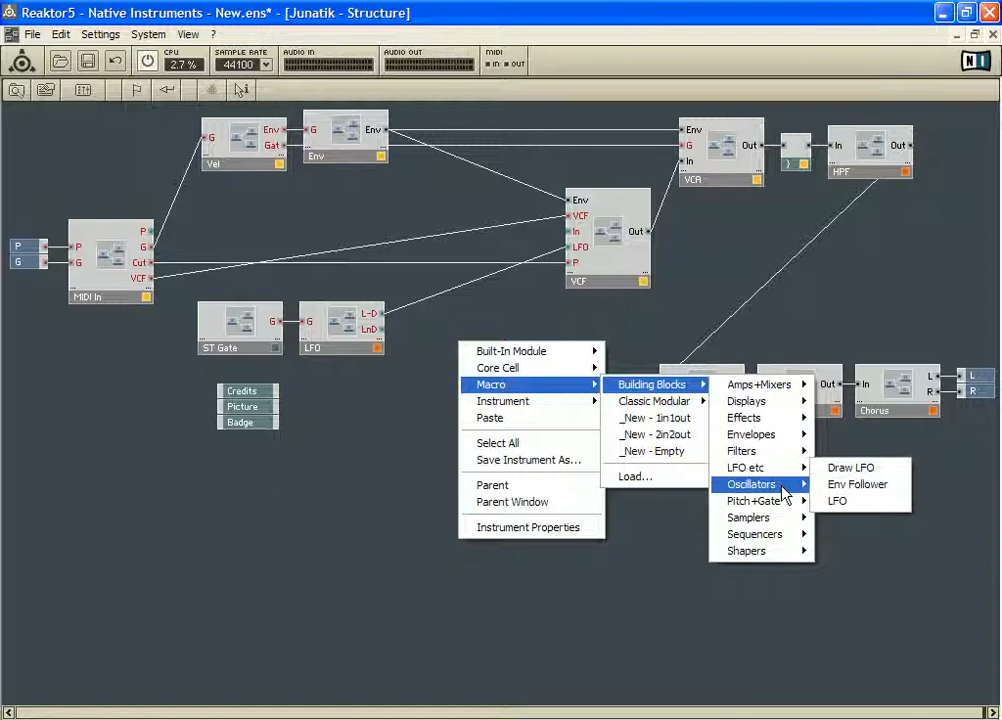 Reaktor5 - Native Instruments - New.ens* - [Junatik - Structure]
File Edit Settings System View ?
CPU
2.7 %
SAMPLE RATE
44100
AUDIO IN
AUDIO OUT
MIDI
IN OUT
G Env
Gat
Vel
G Env
Env
Env
G Out
In
VCA
}
In Out
HPF
P
G
P P
G G
Cut
VCF
MIDI In
Env
VCF
In Out
LFO
P
VCF
G
ST Gate
G L-D
LnD
LFO
Credits
Picture
Badge
Built-In Module
Core Cell
Macro
Instrument
Paste
Select All
Save Instrument As...
Parent
Parent Window
Instrument Properties
Building Blocks
Classic Modular
_New - 1in1out
_New - 2in2out
_New - Empty
Load...
Amps+Mixers
Displays
Effects
Envelopes
Filters
LFO etc
Oscillators
Pitch+Gate
Samplers
Sequencers
Shapers
Draw LFO
Env Follower
LFO
Out
In L
R
Chorus
L
R